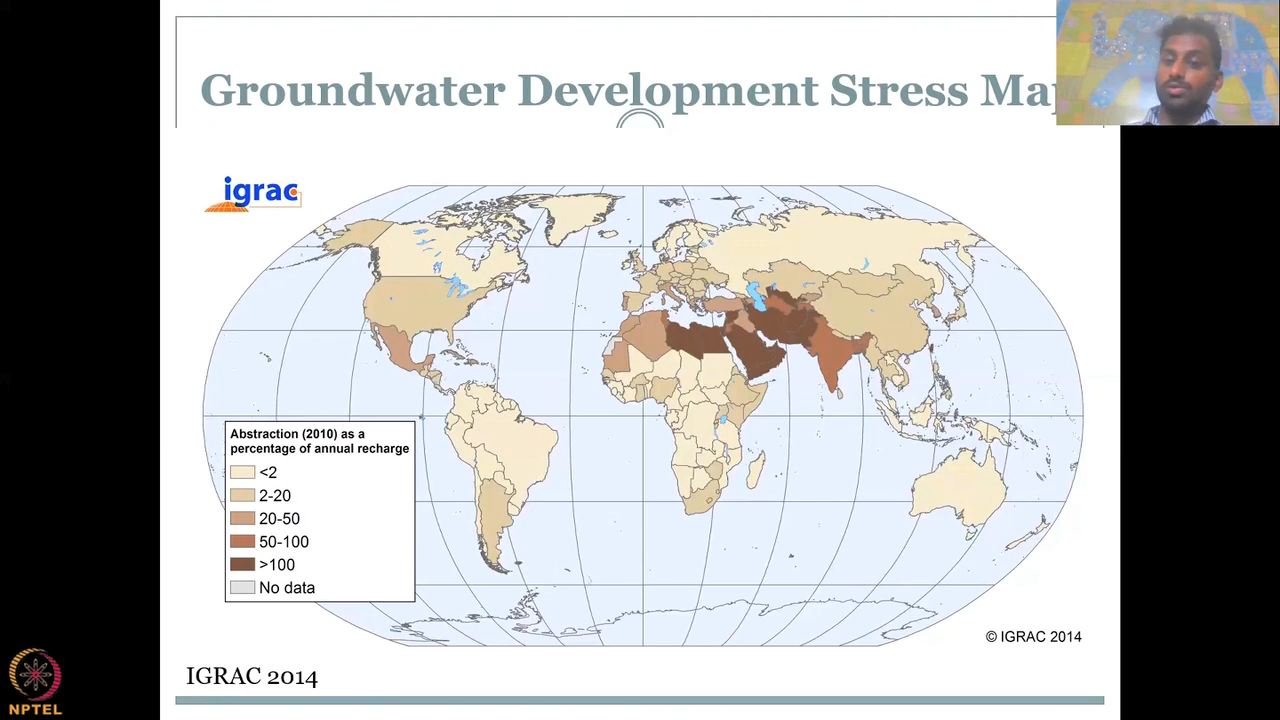 Groundwater Development Stress Map
igrac
Abstraction (2010) as a
percentage of annual recharge
<2
2-20
20-50
50-100
>100
No data
© IGRAC 2014
IGRAC 2014
NPTEL